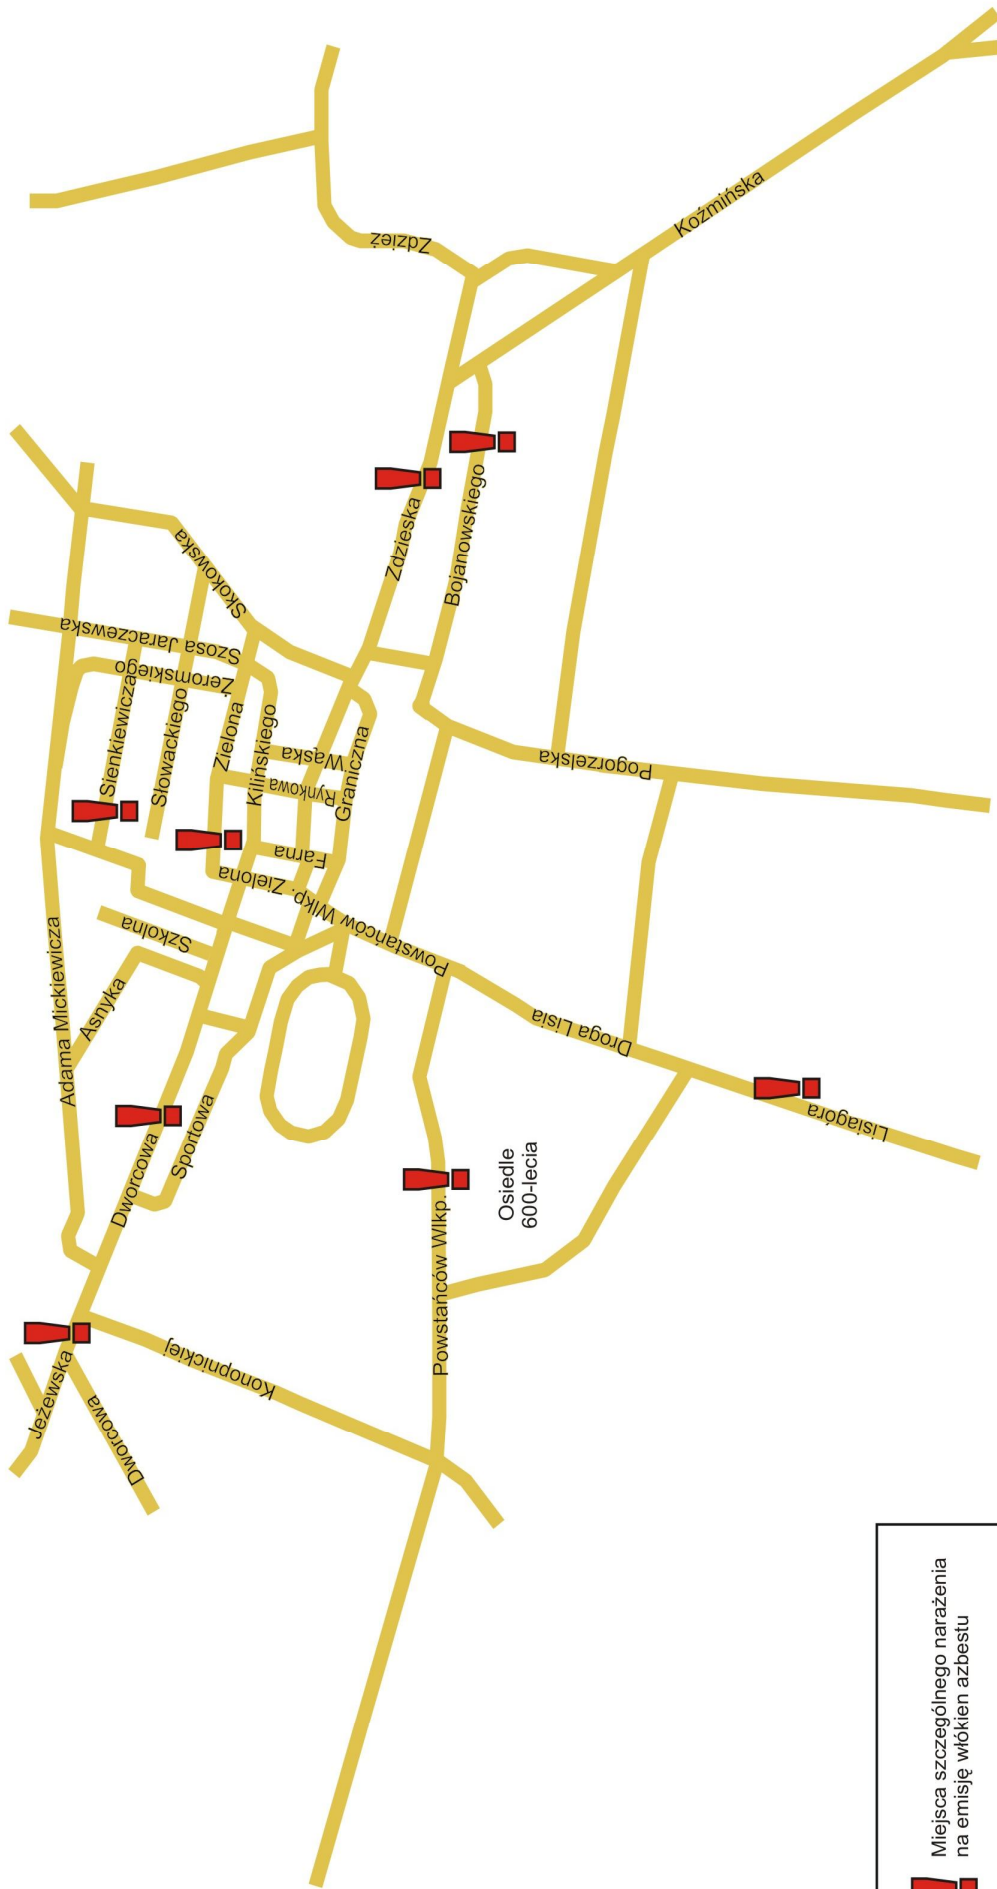 Jeżewska
Dworcowa
Konopnickiej
Adama Mickiewicza
Dworcowa
Sportowa
Asnyka
Szkolna
Powstańców Wlkp.
Osiedle
600-lecia
Sienkiewicza
Słowackiego
Żeromskiego
Szosa Jaraczewska
Skokowska
Zielona
Zielona
Kilińskiego
Farna
Rynkowa
Wąska
Graniczna
Powstańców Wlkp.
Droga Lisia
Lisiagóra
Pogorzelska
Zdzieska
Bojanowskiego
Zdzież
Koźmińska
Miejsca szczególnego narażenia
na emisję włókien azbestu